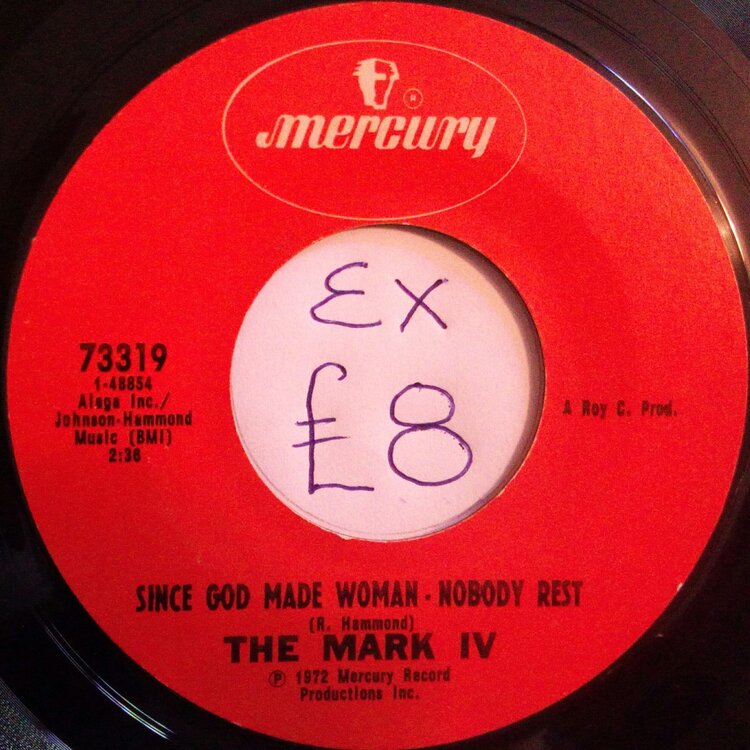 mercury
EX
£8
73319
1-48854
Alaga Inc./
Johnson-Hammond
Music (BMI)
2:36
A Roy C. Prod.
SINCE GOD MADE WOMAN - NOBODY REST
(R. Hammond)
THE MARK IV
℗ 1972 Mercury Record
Productions Inc.